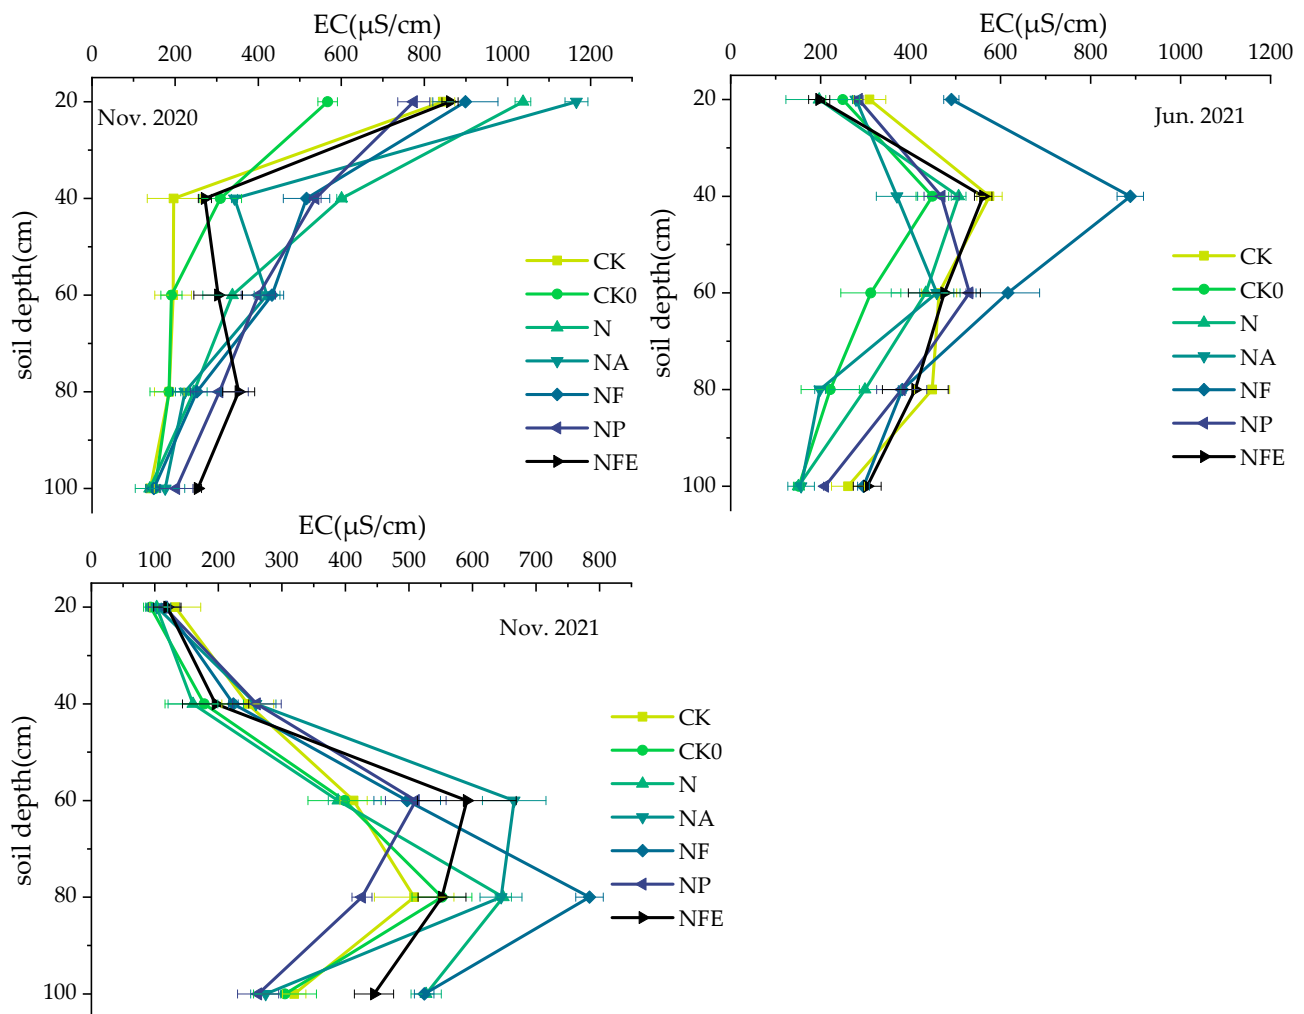 EC(μS/cm)
0 200 400 600 800 1000 1200
20
40
60
80
100
soil depth(cm)
Nov. 2020
CK
CK0
N
NA
NF
NP
NFE
EC(μS/cm)
0 200 400 600 800 1000 1200
20
40
60
80
100
soil depth(cm)
Jun. 2021
CK
CK0
N
NA
NF
NP
NFE
EC(μS/cm)
0 100 200 300 400 500 600 700 800
20
40
60
80
100
soil depth(cm)
Nov. 2021
CK
CK0
N
NA
NF
NP
NFE